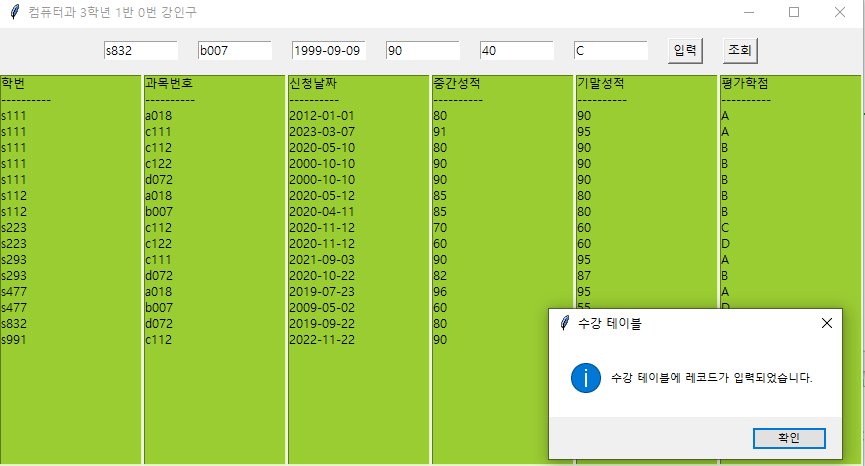 컴퓨터과 3학년 1반 0번 강인구
s832 b007 1999-09-09 90 40 C 입력 조회
학번 과목번호 신청날짜 중간성적 기말성적 평가학점
---------- ---------- ---------- ---------- ---------- ----------
s111 a018 2012-01-01 80 90 A
s111 c111 2023-03-07 91 95 A
s111 c112 2020-05-10 80 90 B
s111 c122 2000-10-10 90 90 B
s111 d072 2000-10-10 90 90 B
s112 a018 2020-05-12 85 80 B
s112 b007 2020-04-11 85 80 B
s223 c112 2020-11-12 70 60 C
s223 c122 2020-11-12 60 60 D
s293 c111 2021-09-03 90 95 A
s293 d072 2020-10-22 82 87 B
s477 a018 2019-07-23 96 95 A
s477 b007 2009-05-02 60
s832 d072 2019-09-22 80
s991 c112 2022-11-22 90
수강 테이블
수강 테이블에 레코드가 입력되었습니다.
확인